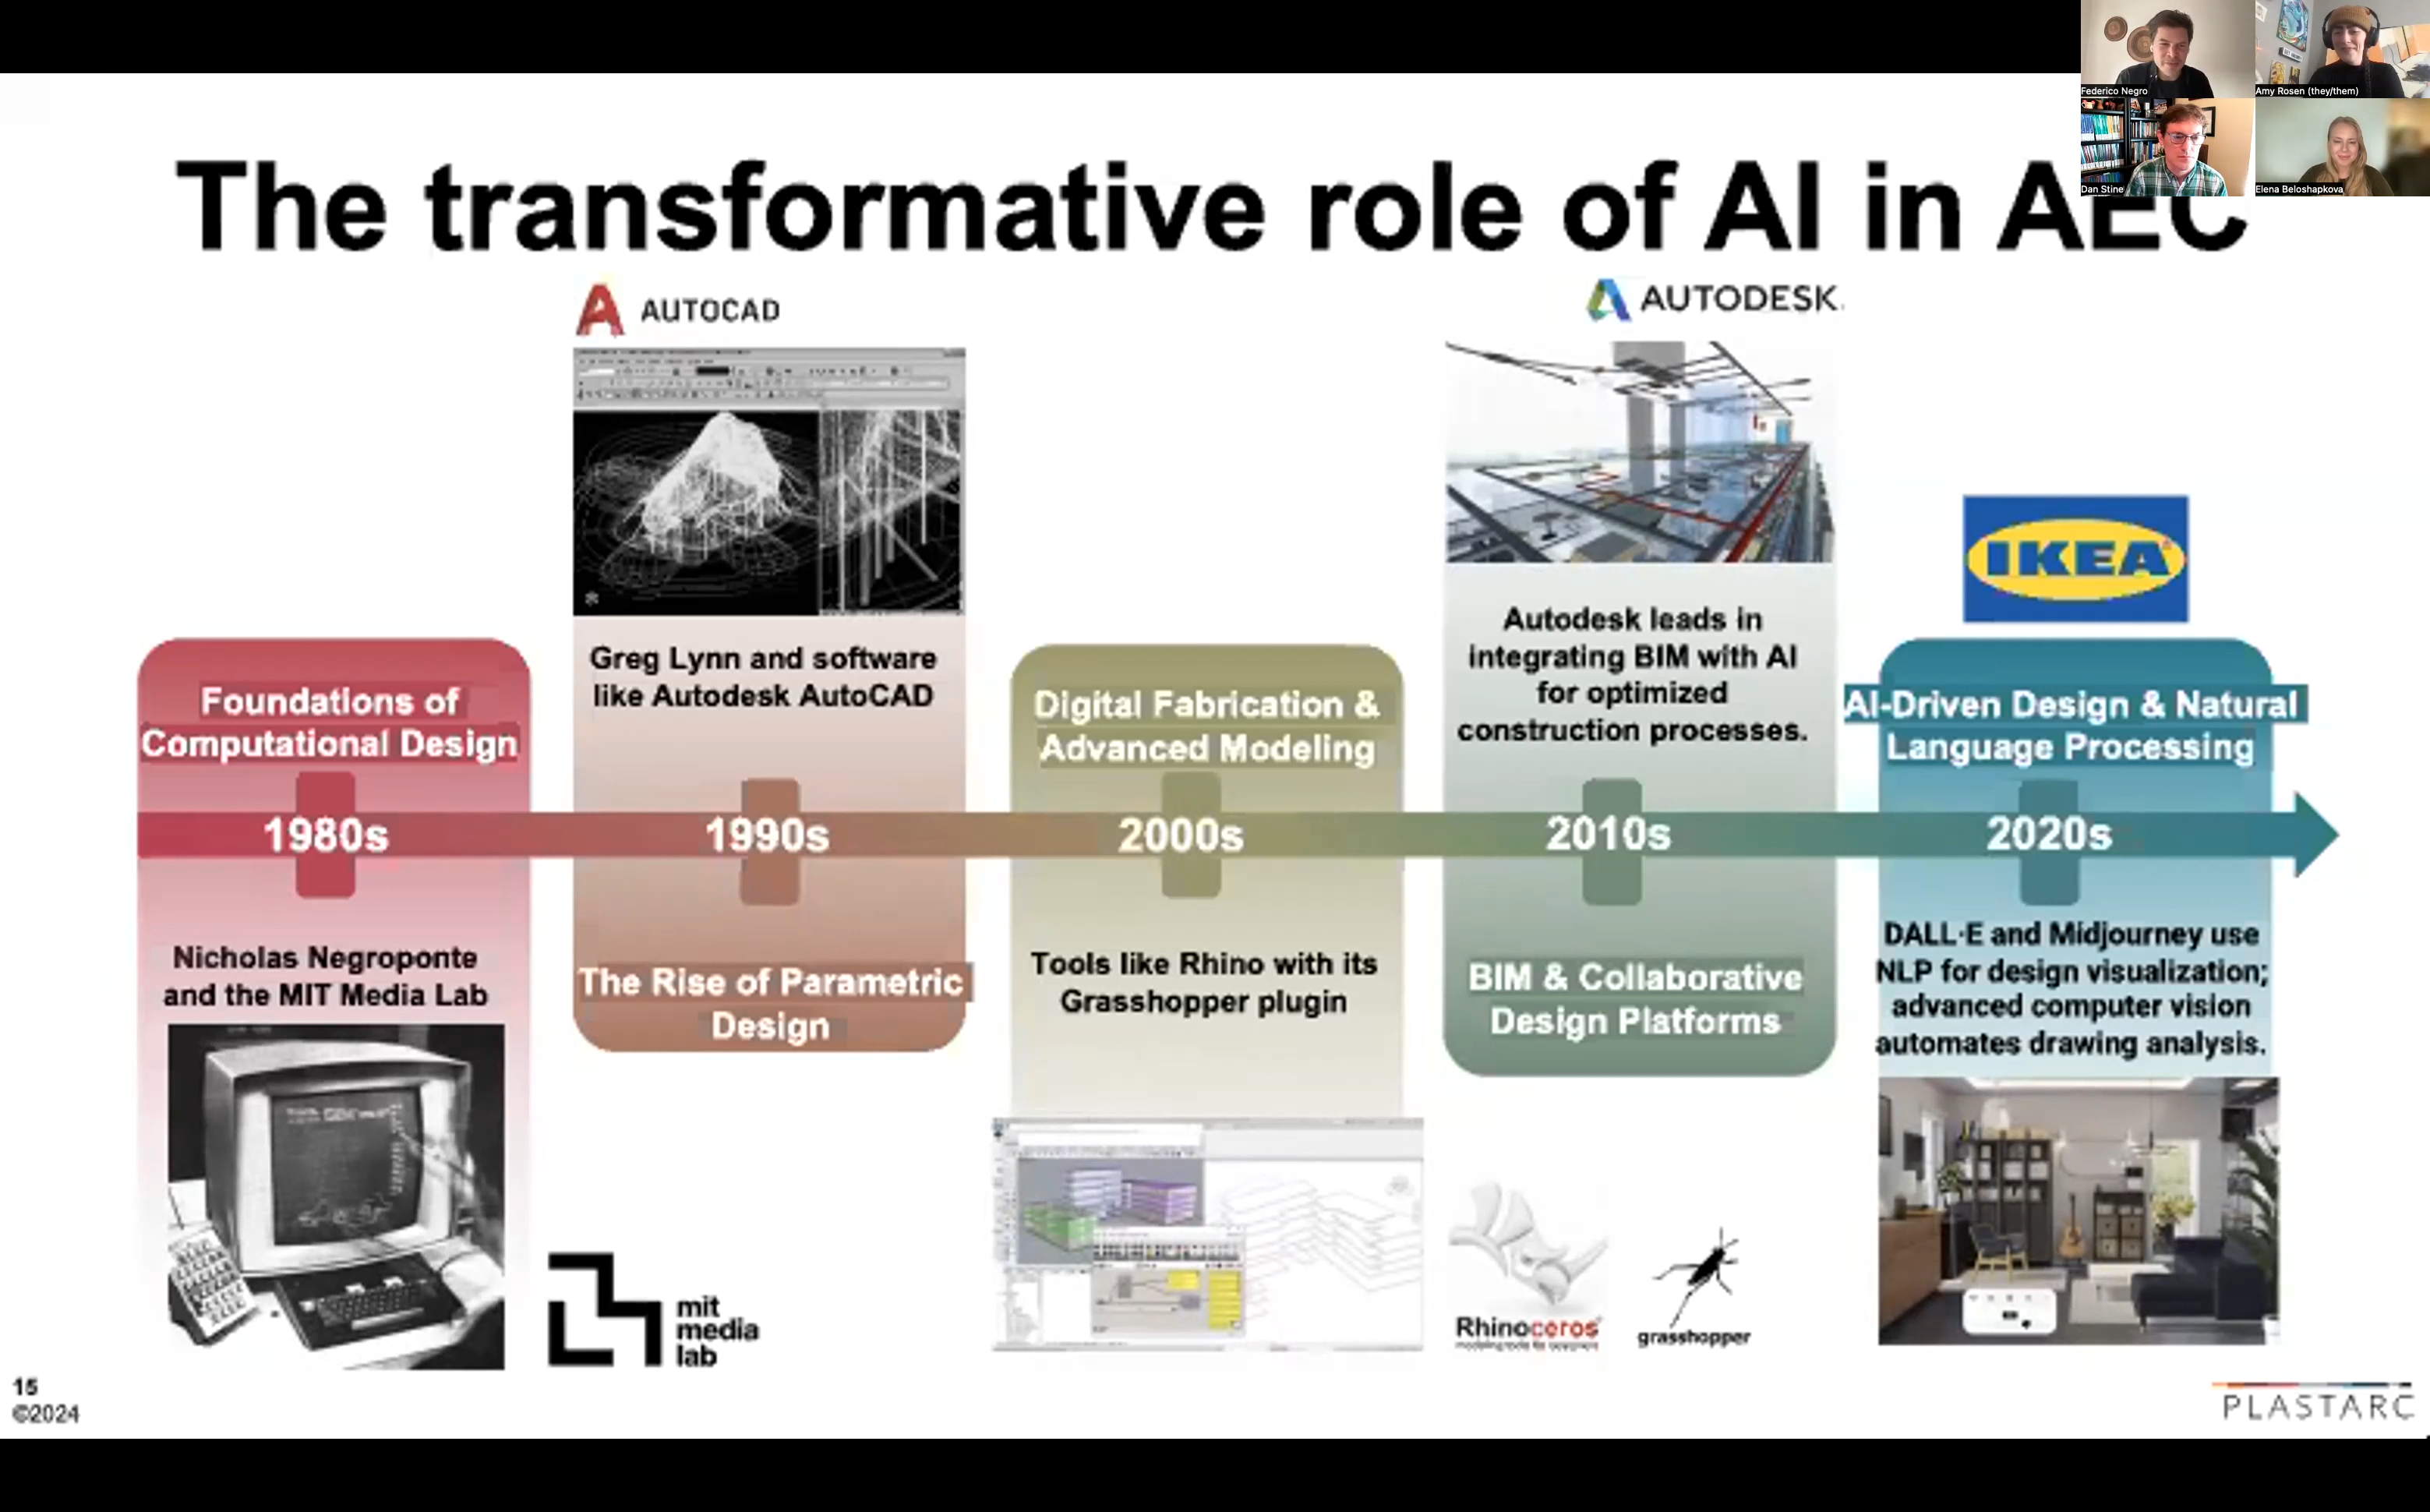 Federico Negro
Amy Rosen (they/them)
Dan Stine
Elena Beloshapkova
The transformative role of AI in AEC
AUTOCAD
AUTODESK.
IKEA
Foundations of
Computational Design
Greg Lynn and software
like Autodesk AutoCAD
Digital Fabrication &
Advanced Modeling
Autodesk leads in
integrating BIM with AI
for optimized
construction processes.
AI-Driven Design & Natural
Language Processing
1980s
1990s
2000s
2010s
2020s
Nicholas Negroponte
and the MIT Media Lab
The Rise of Parametric
Design
Tools like Rhino with its
Grasshopper plugin
BIM & Collaborative
Design Platforms
DALL·E and Midjourney use
NLP for design visualization;
advanced computer vision
automates drawing analysis.
mit
media
lab
Rhinoceros
modeling tools for designers
grasshopper
15
©2024
PLASTARC